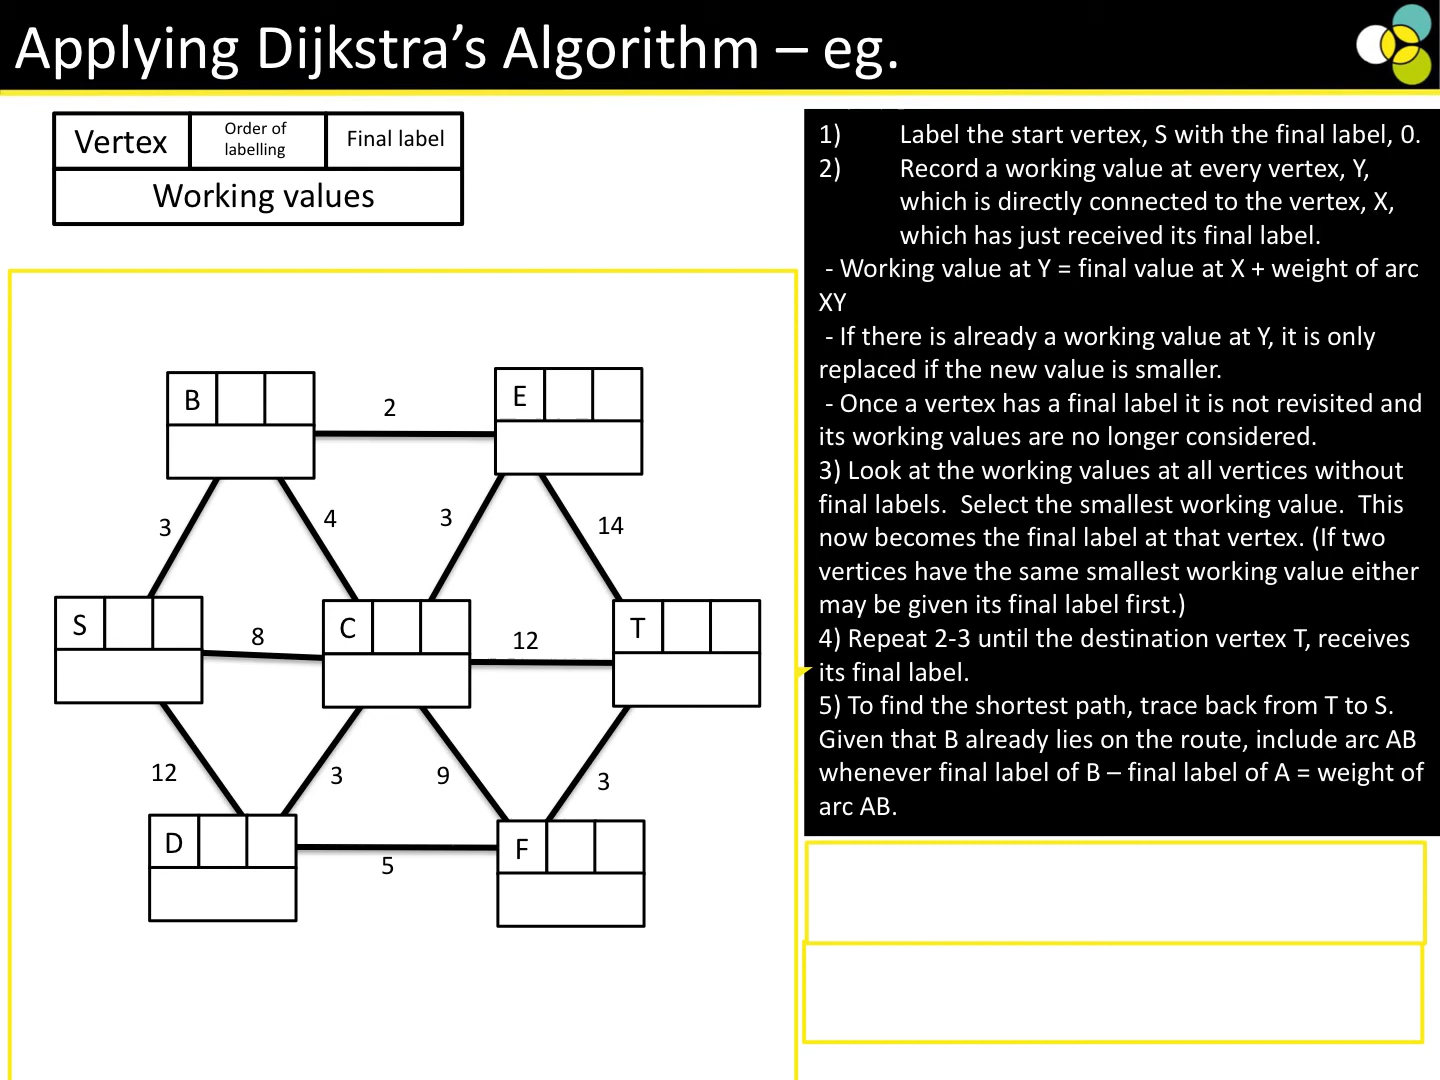 Applying Dijkstra’s Algorithm – eg.
Vertex
Order of
labelling
Final label
Working values
1) Label the start vertex, S with the final label, 0.
2) Record a working value at every vertex, Y,
which is directly connected to the vertex, X,
which has just received its final label.
- Working value at Y = final value at X + weight of arc
XY
- If there is already a working value at Y, it is only
replaced if the new value is smaller.
- Once a vertex has a final label it is not revisited and
its working values are no longer considered.
3) Look at the working values at all vertices without
final labels. Select the smallest working value. This
now becomes the final label at that vertex. (If two
vertices have the same smallest working value either
may be given its final label first.)
4) Repeat 2-3 until the destination vertex T, receives
its final label.
5) To find the shortest path, trace back from T to S.
Given that B already lies on the route, include arc AB
whenever final label of B – final label of A = weight of
arc AB.
B
2
E
3
4
3
14
S
8
C
12
T
12
3
9
3
D
5
F